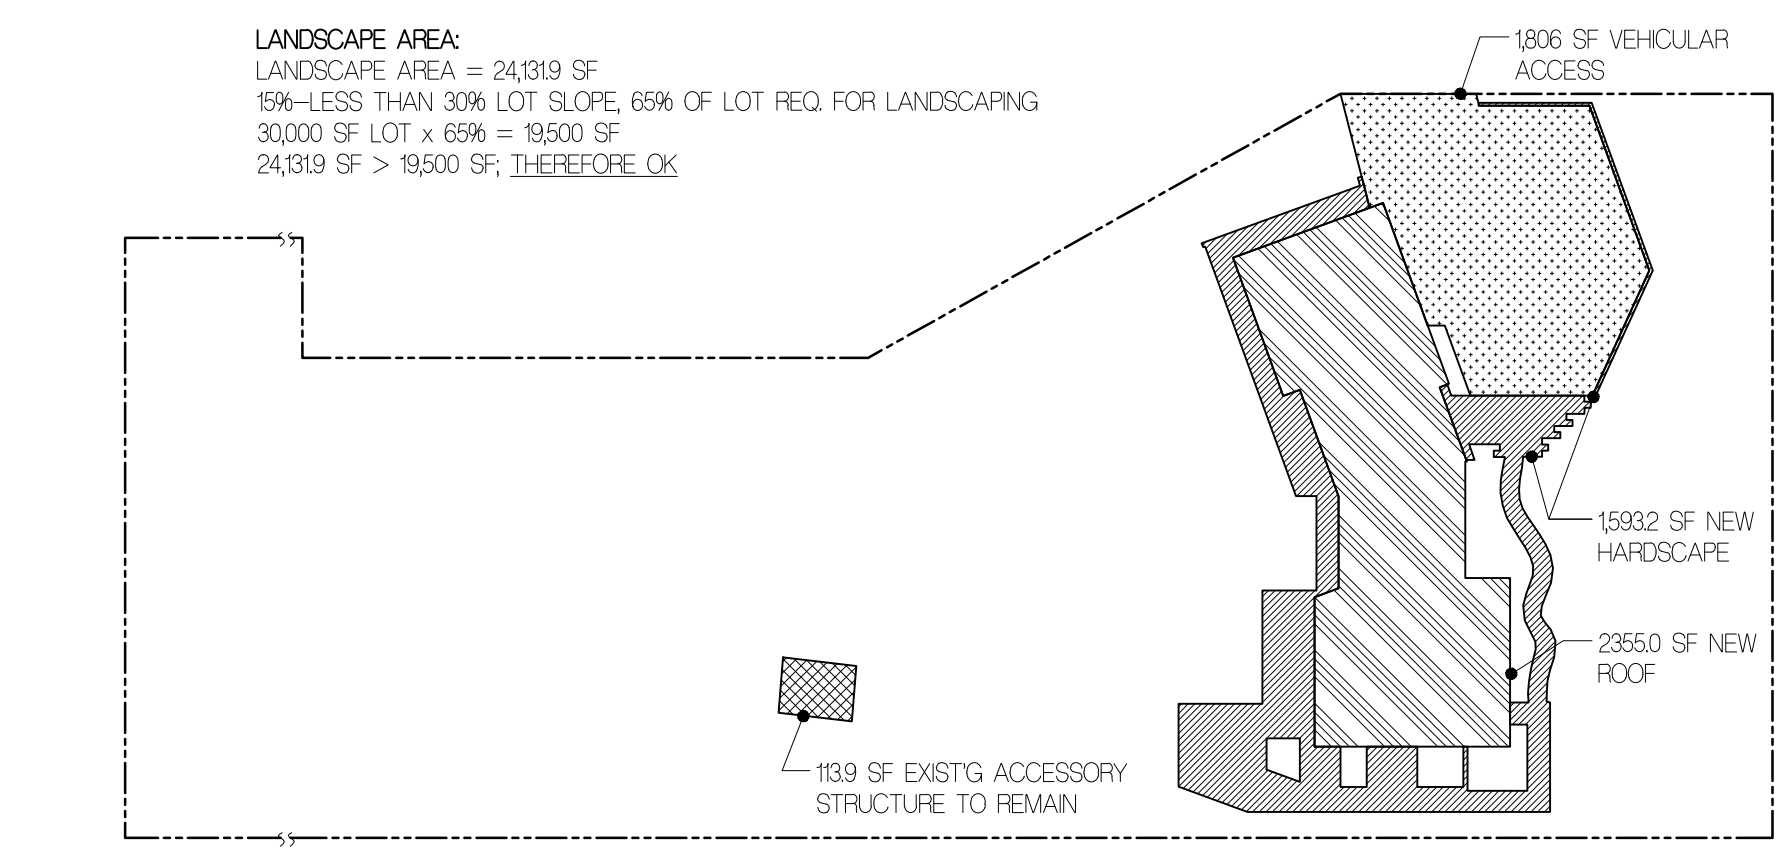 LANDSCAPE AREA:
LANDSCAPE AREA = 24,131.9 SF
15%-LESS THAN 30% LOT SLOPE, 65% OF LOT REQ. FOR LANDSCAPING
30,000 SF LOT x 65% = 19,500 SF
24,131.9 SF > 19,500 SF; THEREFORE OK
1,806 SF VEHICULAR
ACCESS
1,593.2 SF NEW
HARDSCAPE
2355.0 SF NEW
ROOF
113.9 SF EXIST'G ACCESSORY
STRUCTURE TO REMAIN